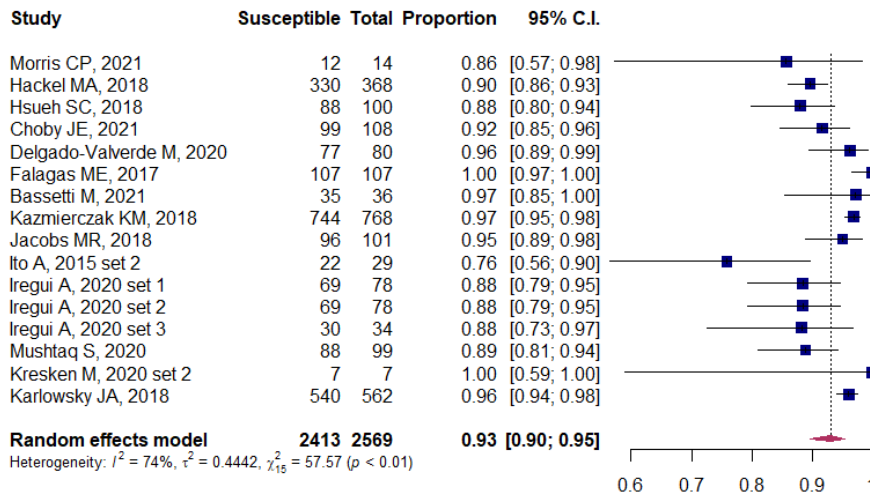 Study Susceptible Total Proportion 95% C.I.
Morris CP, 2021 12 14 0.86 [0.57; 0.98]
Hackel MA, 2018 330 368 0.90 [0.86; 0.93]
Hsueh SC, 2018 88 100 0.88 [0.80; 0.94]
Choby JE, 2021 99 108 0.92 [0.85; 0.96]
Delgado-Valverde M, 2020 77 80 0.96 [0.89; 0.99]
Falagas ME, 2017 107 107 1.00 [0.97; 1.00]
Bassetti M, 2021 35 36 0.97 [0.85; 1.00]
Kazmierczak KM, 2018 744 768 0.97 [0.95; 0.98]
Jacobs MR, 2018 96 101 0.95 [0.89; 0.98]
Ito A, 2015 set 2 22 29 0.76 [0.56; 0.90]
Iregui A, 2020 set 1 69 78 0.88 [0.79; 0.95]
Iregui A, 2020 set 2 69 78 0.88 [0.79; 0.95]
Iregui A, 2020 set 3 30 34 0.88 [0.73; 0.97]
Mushtaq S, 2020 88 99 0.89 [0.81; 0.94]
Kresken M, 2020 set 2 7 7 1.00 [0.59; 1.00]
Karlowsky JA, 2018 540 562 0.96 [0.94; 0.98]
Random effects model 2413 2569 0.93 [0.90; 0.95]
Heterogeneity: I² = 74%, τ² = 0.4442, χ²₁₅ = 57.57 (p < 0.01)
0.6 0.7 0.8 0.9